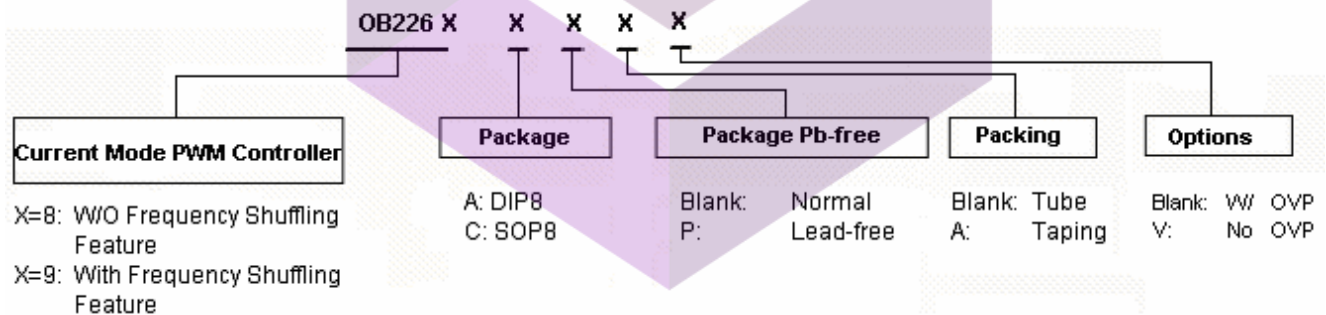 OB226 X X X X X
Current Mode PWM Controller
X=8: W/O Frequency Shuffling
Feature
X=9: With Frequency Shuffling
Feature
Package
A: DIP8
C: SOP8
Package Pb-free
Blank: Normal
P: Lead-free
Packing
Blank: Tube
A: Taping
Options
Blank: W/ OVP
V: No OVP